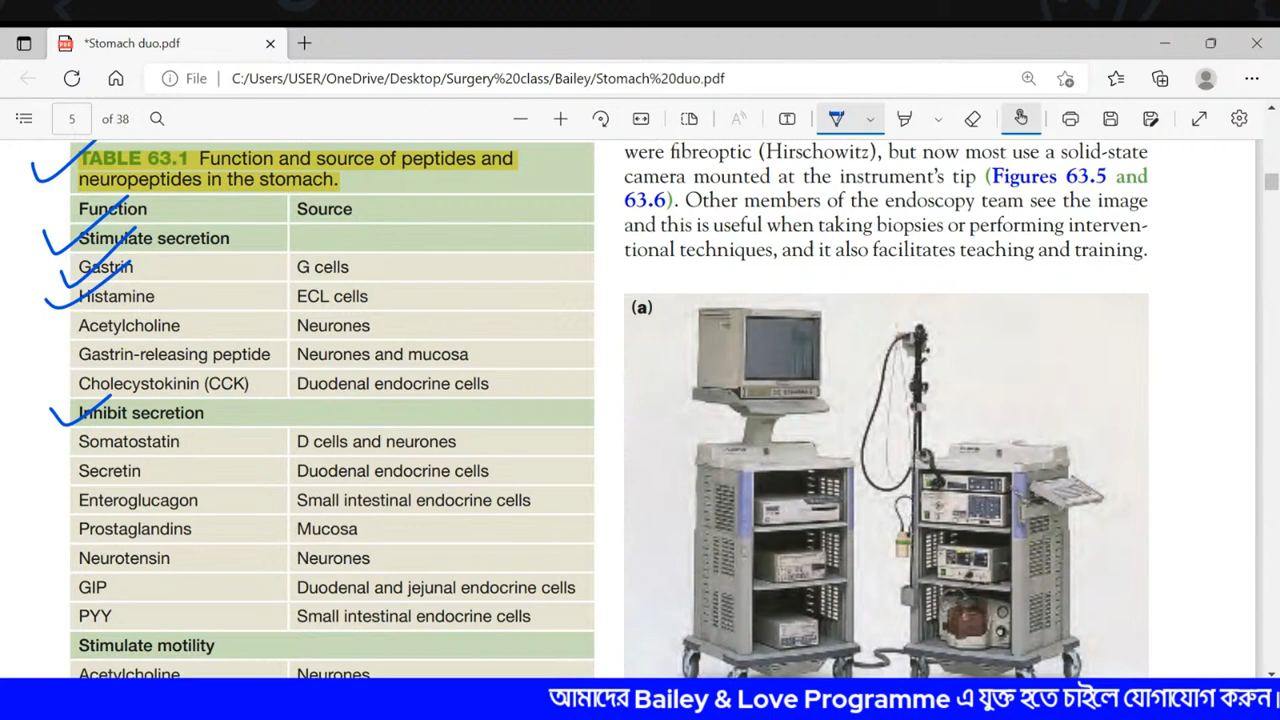 *Stomach duo.pdf
File C:/Users/USER/OneDrive/Desktop/Surgery%20class/Bailey/Stomach%20duo.pdf
5 of 38
TABLE 63.1 Function and source of peptides and
neuropeptides in the stomach.
Function Source
Stimulate secretion
Gastrin G cells
Histamine ECL cells
Acetylcholine Neurones
Gastrin-releasing peptide Neurones and mucosa
Cholecystokinin (CCK) Duodenal endocrine cells
Inhibit secretion
Somatostatin D cells and neurones
Secretin Duodenal endocrine cells
Enteroglucagon Small intestinal endocrine cells
Prostaglandins Mucosa
Neurotensin Neurones
GIP Duodenal and jejunal endocrine cells
PYY Small intestinal endocrine cells
Stimulate motility
Acetylcholine Neurones
were fibreoptic (Hirschowitz), but now most use a solid-state
camera mounted at the instrument's tip (Figures 63.5 and
63.6). Other members of the endoscopy team see the image
and this is useful when taking biopsies or performing interven-
tional techniques, and it also facilitates teaching and training.
(a)
আমাদের Bailey & Love Programme এ যুক্ত হতে চাইলে যোগাযোগ করুন